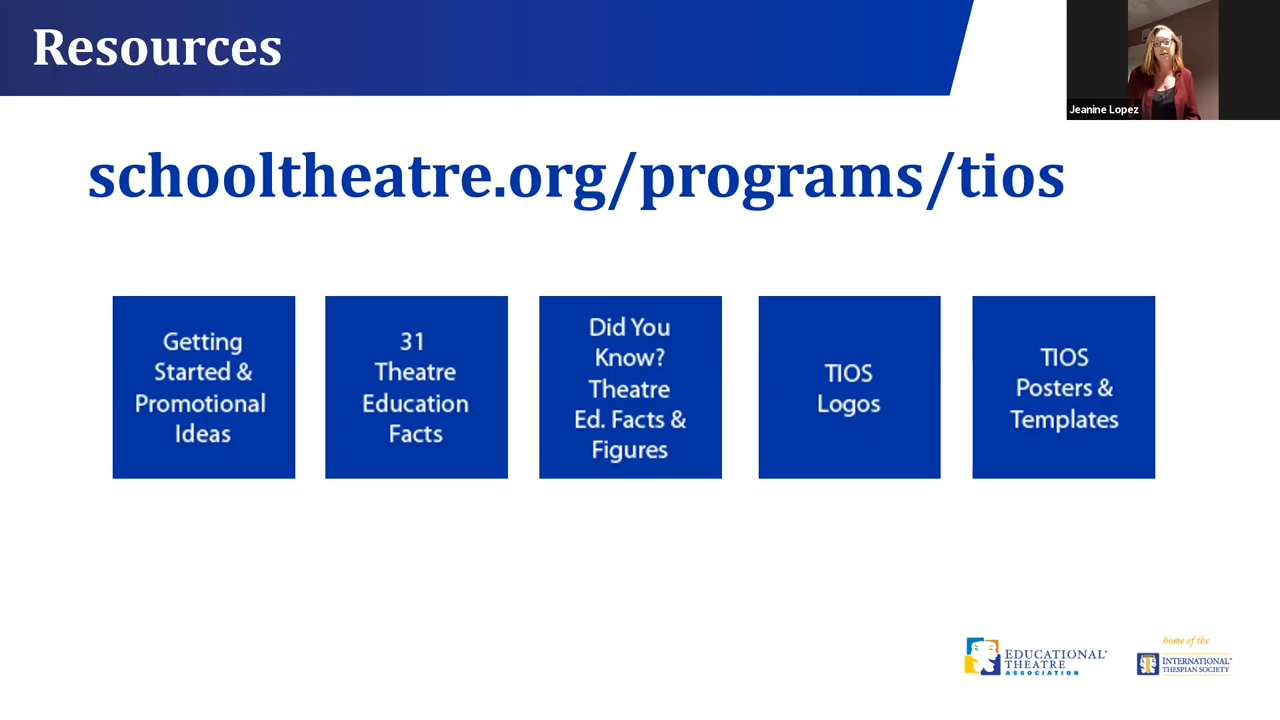 Resources
Jeanine Lopez
schooltheatre.org/programs/tios
Getting
Started &
Promotional
Ideas
31
Theatre
Education
Facts
Did You
Know?
Theatre
Ed. Facts &
Figures
TIOS
Logos
TIOS
Posters &
Templates
EDUCATIONAL
THEATRE
ASSOCIATION
home of the
INTERNATIONAL
THESPIAN SOCIETY